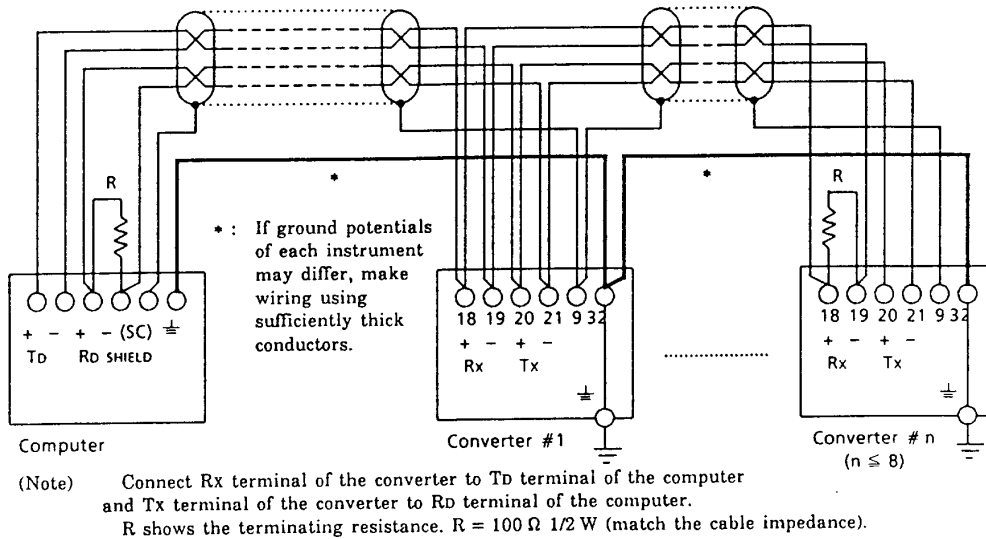 R
*
*
R
* : If ground potentials
of each instrument
may differ, make
wiring using
sufficiently thick
conductors.
+ − + − (SC) ⏚
TD RD SHIELD
Computer
18 19 20 21 9 32
+ − + −
Rx Tx
Converter #1
18 19 20 21 9 32
+ − + −
Rx Tx
Converter # n
(n ≦ 8)
(Note) Connect Rx terminal of the converter to TD terminal of the computer
and Tx terminal of the converter to RD terminal of the computer.
R shows the terminating resistance. R = 100 Ω 1/2 W (match the cable impedance).